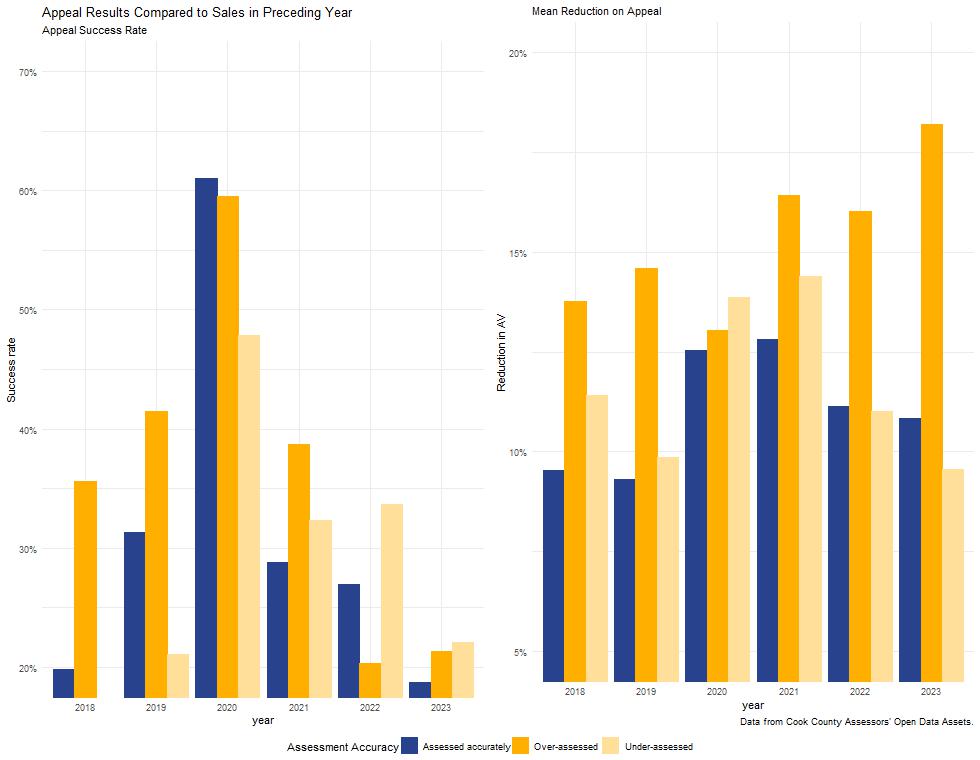 Appeal Results Compared to Sales in Preceding Year
Appeal Success Rate
70%
60%
50%
40%
30%
20%
Success rate
2018 2019 2020 2021 2022 2023
year
Mean Reduction on Appeal
20%
15%
10%
5%
Reduction in AV
2018 2019 2020 2021 2022 2023
year
Data from Cook County Assessors' Open Data Assets.
Assessment Accuracy Assessed accurately Over-assessed Under-assessed